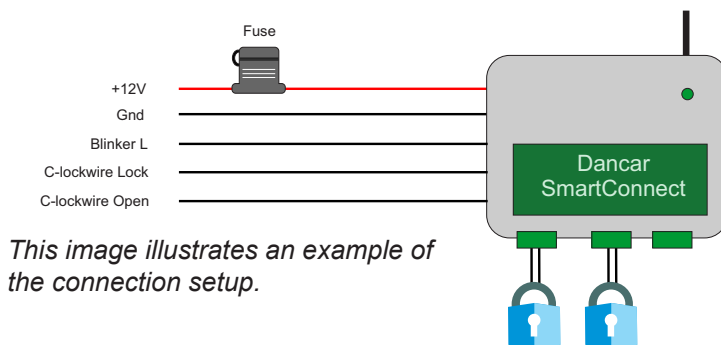 Fuse
+12V
Gnd
Blinker L
C-lockwire Lock
C-lockwire Open
Dancar
SmartConnect
This image illustrates an example of
the connection setup.